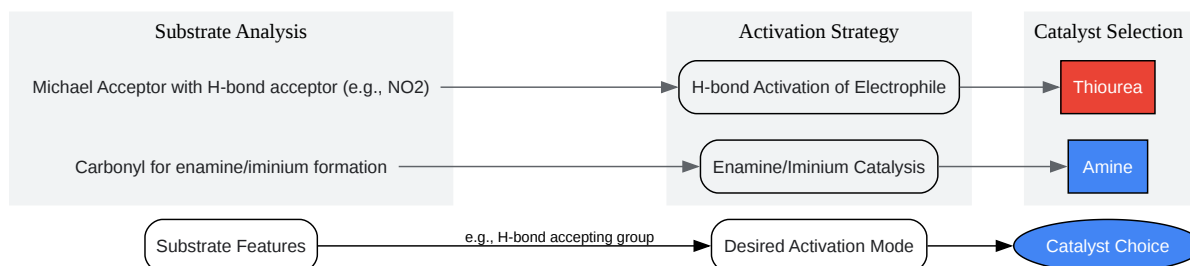 Substrate Analysis
Activation Strategy
Catalyst Selection
Michael Acceptor with H-bond acceptor (e.g., NO2)
H-bond Activation of Electrophile
Thiourea
Carbonyl for enamine/iminium formation
Enamine/Iminium Catalysis
Amine
Substrate Features
e.g., H-bond accepting group
Desired Activation Mode
Catalyst Choice